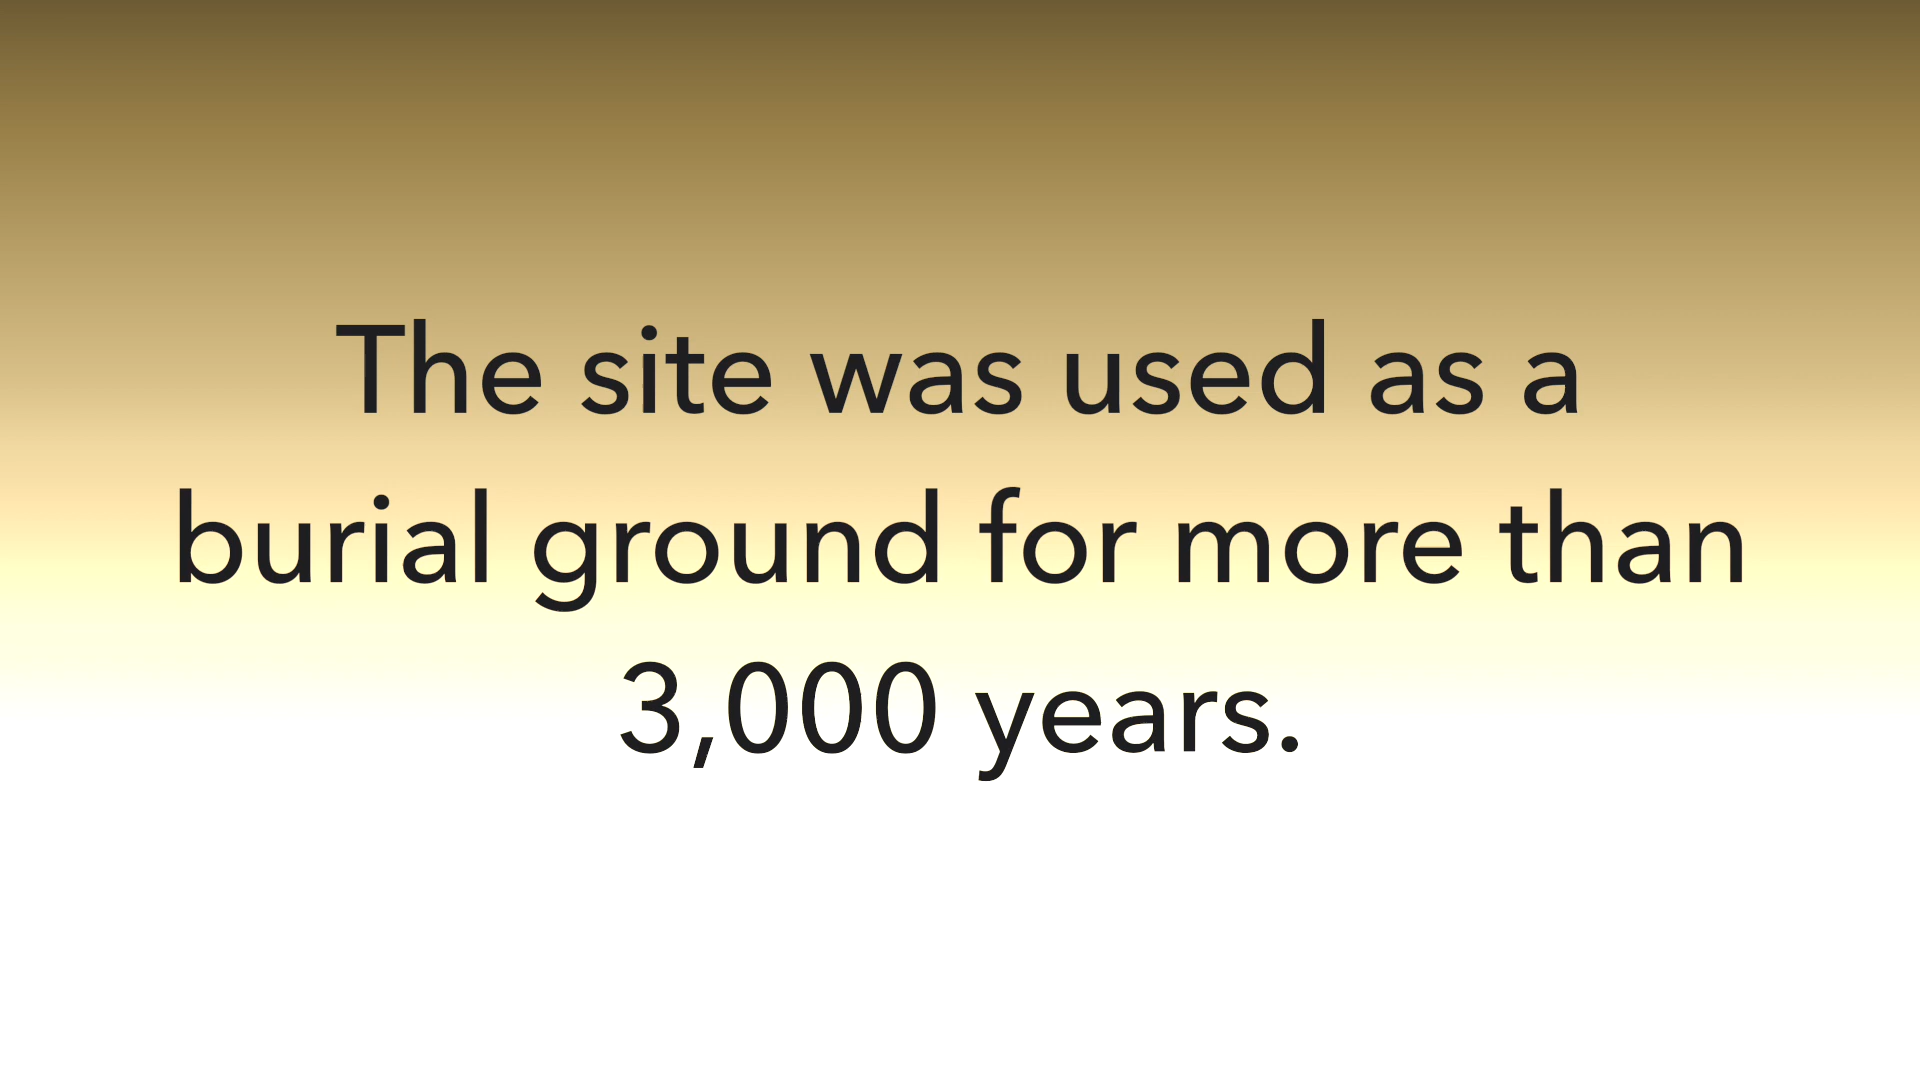 The site was used as a
burial ground for more than
3,000 years.